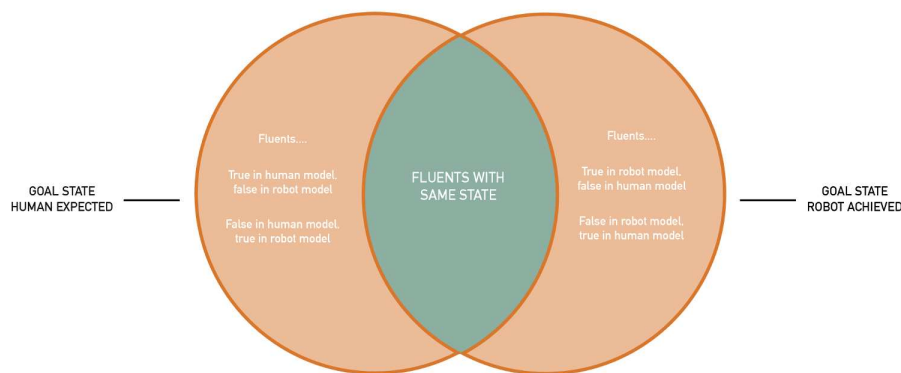 GOAL STATE
HUMAN EXPECTED
Fluents....
True in human model,
false in robot model
False in human model,
true in robot model
FLUENTS WITH
SAME STATE
Fluents....
True in robot model,
false in human model
False in robot model,
true in human model
GOAL STATE
ROBOT ACHIEVED